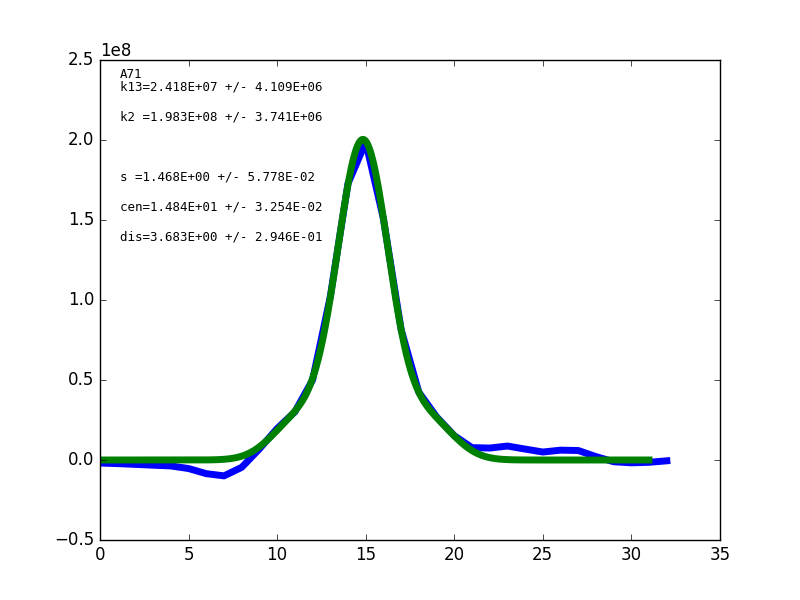 1e8
2.5
A71
k13=2.418E+07 +/- 4.109E+06
k2 =1.983E+08 +/- 3.741E+06
2.0
s =1.468E+00 +/- 5.778E-02
cen=1.484E+01 +/- 3.254E-02
1.5
dis=3.683E+00 +/- 2.946E-01
1.0
0.5
0.0
−0.5
0 5 10 15 20 25 30 35